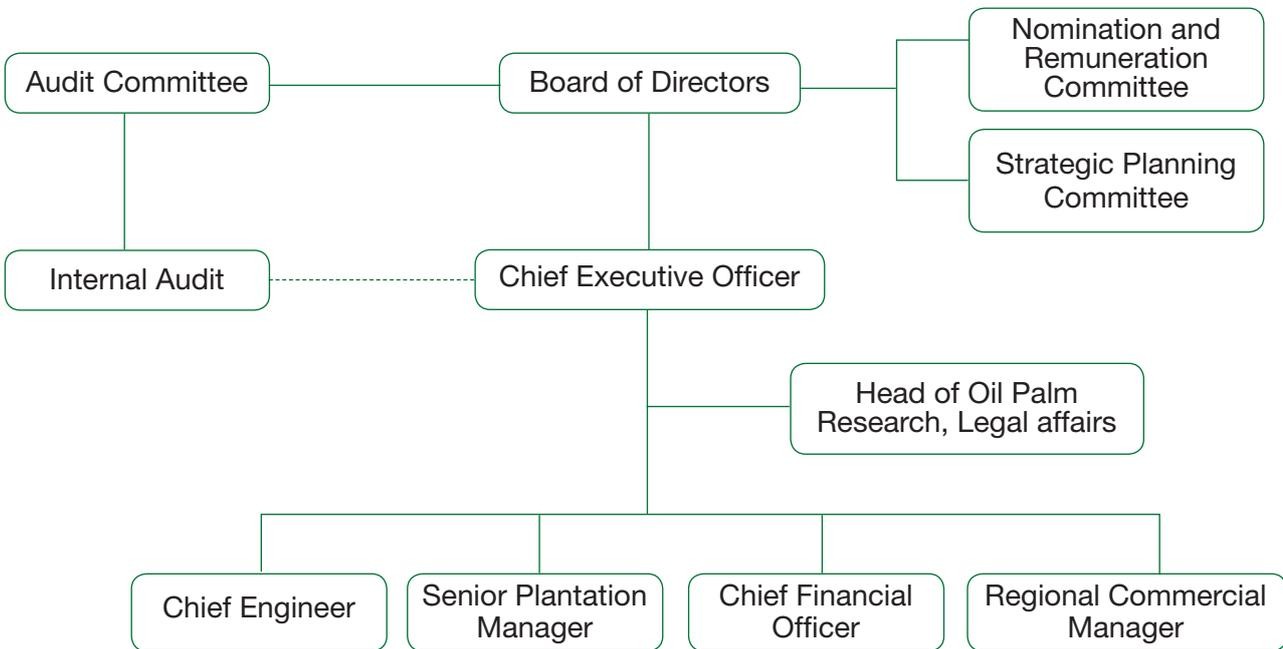 Nomination and
Remuneration
Committee
Audit Committee
Board of Directors
Strategic Planning
Committee
Internal Audit
Chief Executive Officer
Head of Oil Palm
Research, Legal affairs
Chief Engineer
Senior Plantation
Manager
Chief Financial
Officer
Regional Commercial
Manager